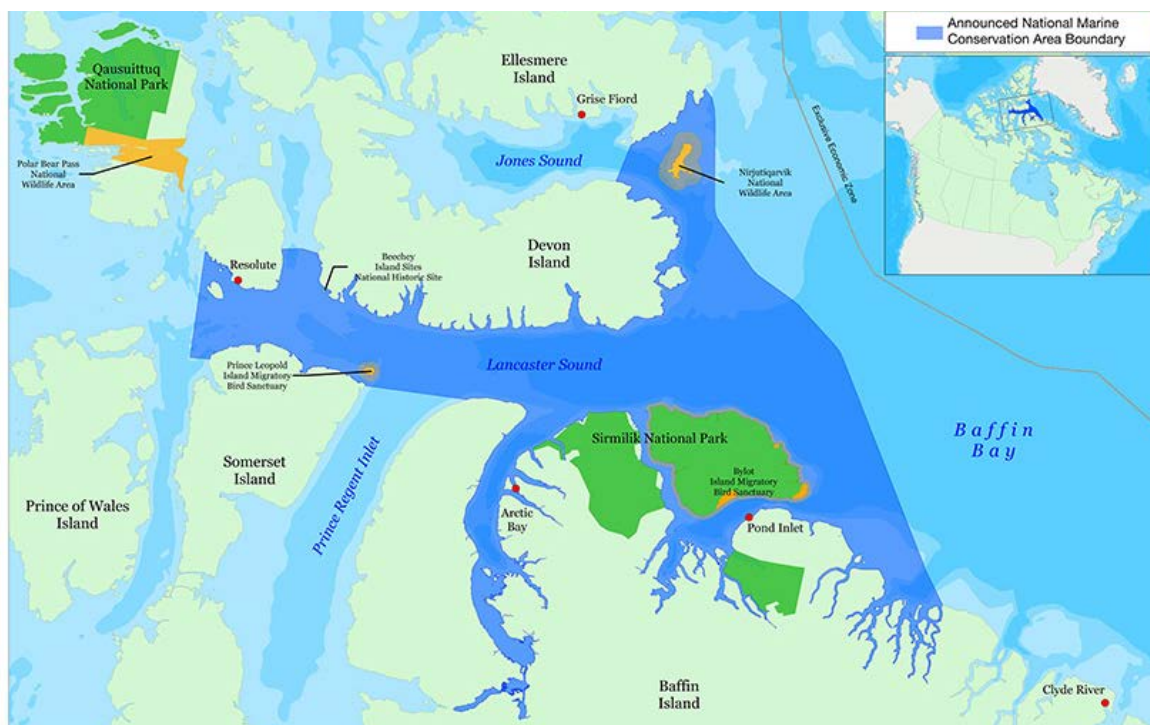 Announced National Marine
Conservation Area Boundary
Qausuittuq
National Park
Ellesmere
Island
Grise Fiord
Exclusive Economic Zone
Polar Bear Pass
National
Wildlife Area
Jones Sound
Nirjutiqarvik
National
Wildlife Area
Devon
Island
Beechey
Island Sites
National Historic Site
Resolute
Prince Leopold
Island Migratory
Bird Sanctuary
Lancaster Sound
Baffin
Bay
Sirmilik National Park
Somerset
Island
Bylot
Island Migratory
Bird Sanctuary
Prince of Wales
Island
Prince Regent Inlet
Arctic
Bay
Pond Inlet
Baffin
Island
Clyde River